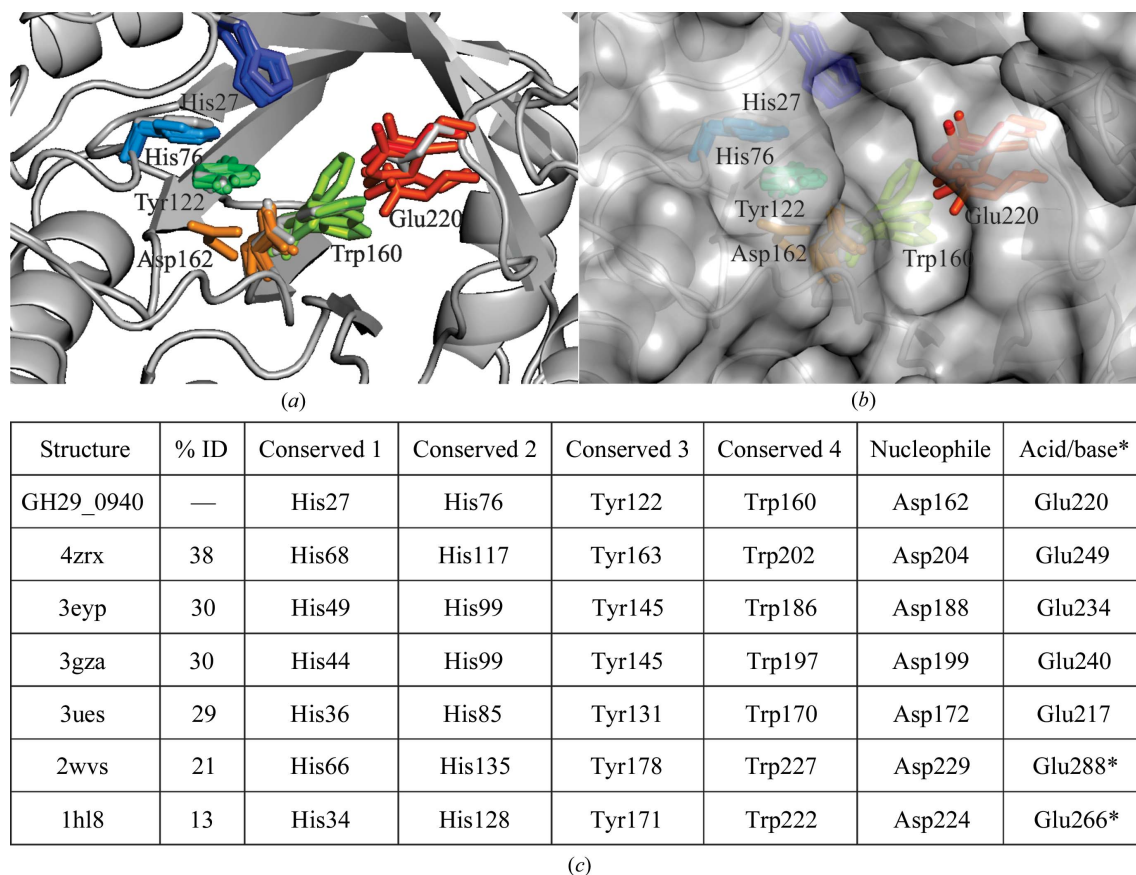 His27
His76
Tyr122
Asp162
Trp160
Glu220
(a)
His27
His76
Tyr122
Asp162
Trp160
Glu220
(b)
Structure % ID Conserved 1 Conserved 2 Conserved 3 Conserved 4 Nucleophile Acid/base*
GH29_0940 — His27 His76 Tyr122 Trp160 Asp162 Glu220
4zrx 38 His68 His117 Tyr163 Trp202 Asp204 Glu249
3eyp 30 His49 His99 Tyr145 Trp186 Asp188 Glu234
3gza 30 His44 His99 Tyr145 Trp197 Asp199 Glu240
3ues 29 His36 His85 Tyr131 Trp170 Asp172 Glu217
2wvs 21 His66 His135 Tyr178 Trp227 Asp229 Glu288*
1hl8 13 His34 His128 Tyr171 Trp222 Asp224 Glu266*
(c)